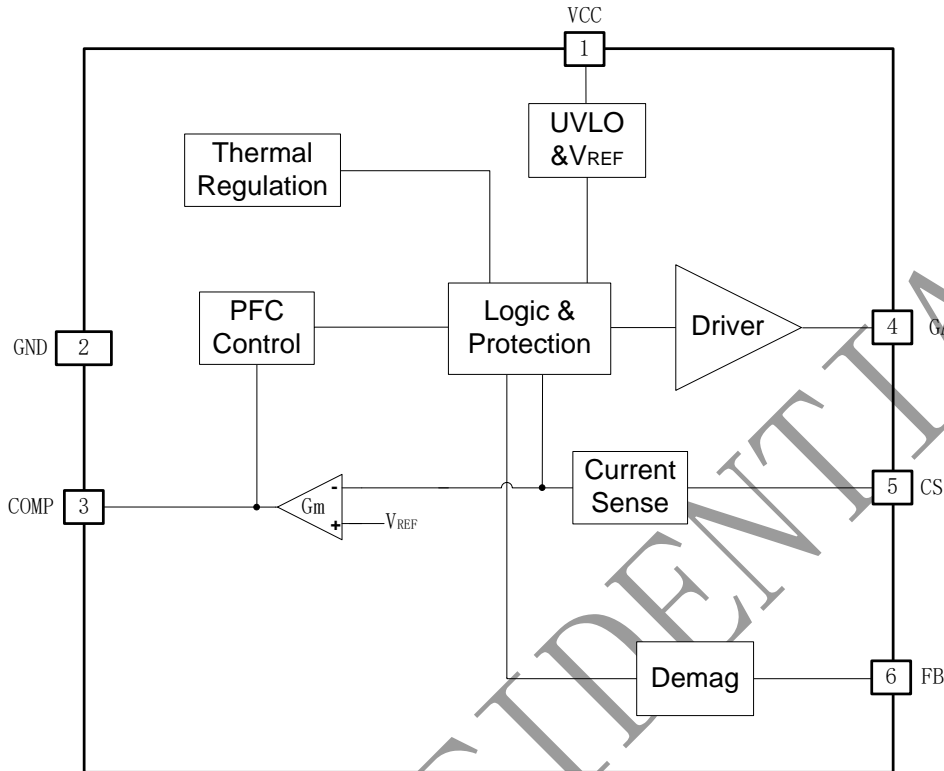 VCC
1
UVLO
&VREF
Thermal
Regulation
PFC
Control
Logic &
Protection
Driver
GND 2
4
COMP 3
-
Gm
+
VREF
Current
Sense
5 CS
Demag
6 FB